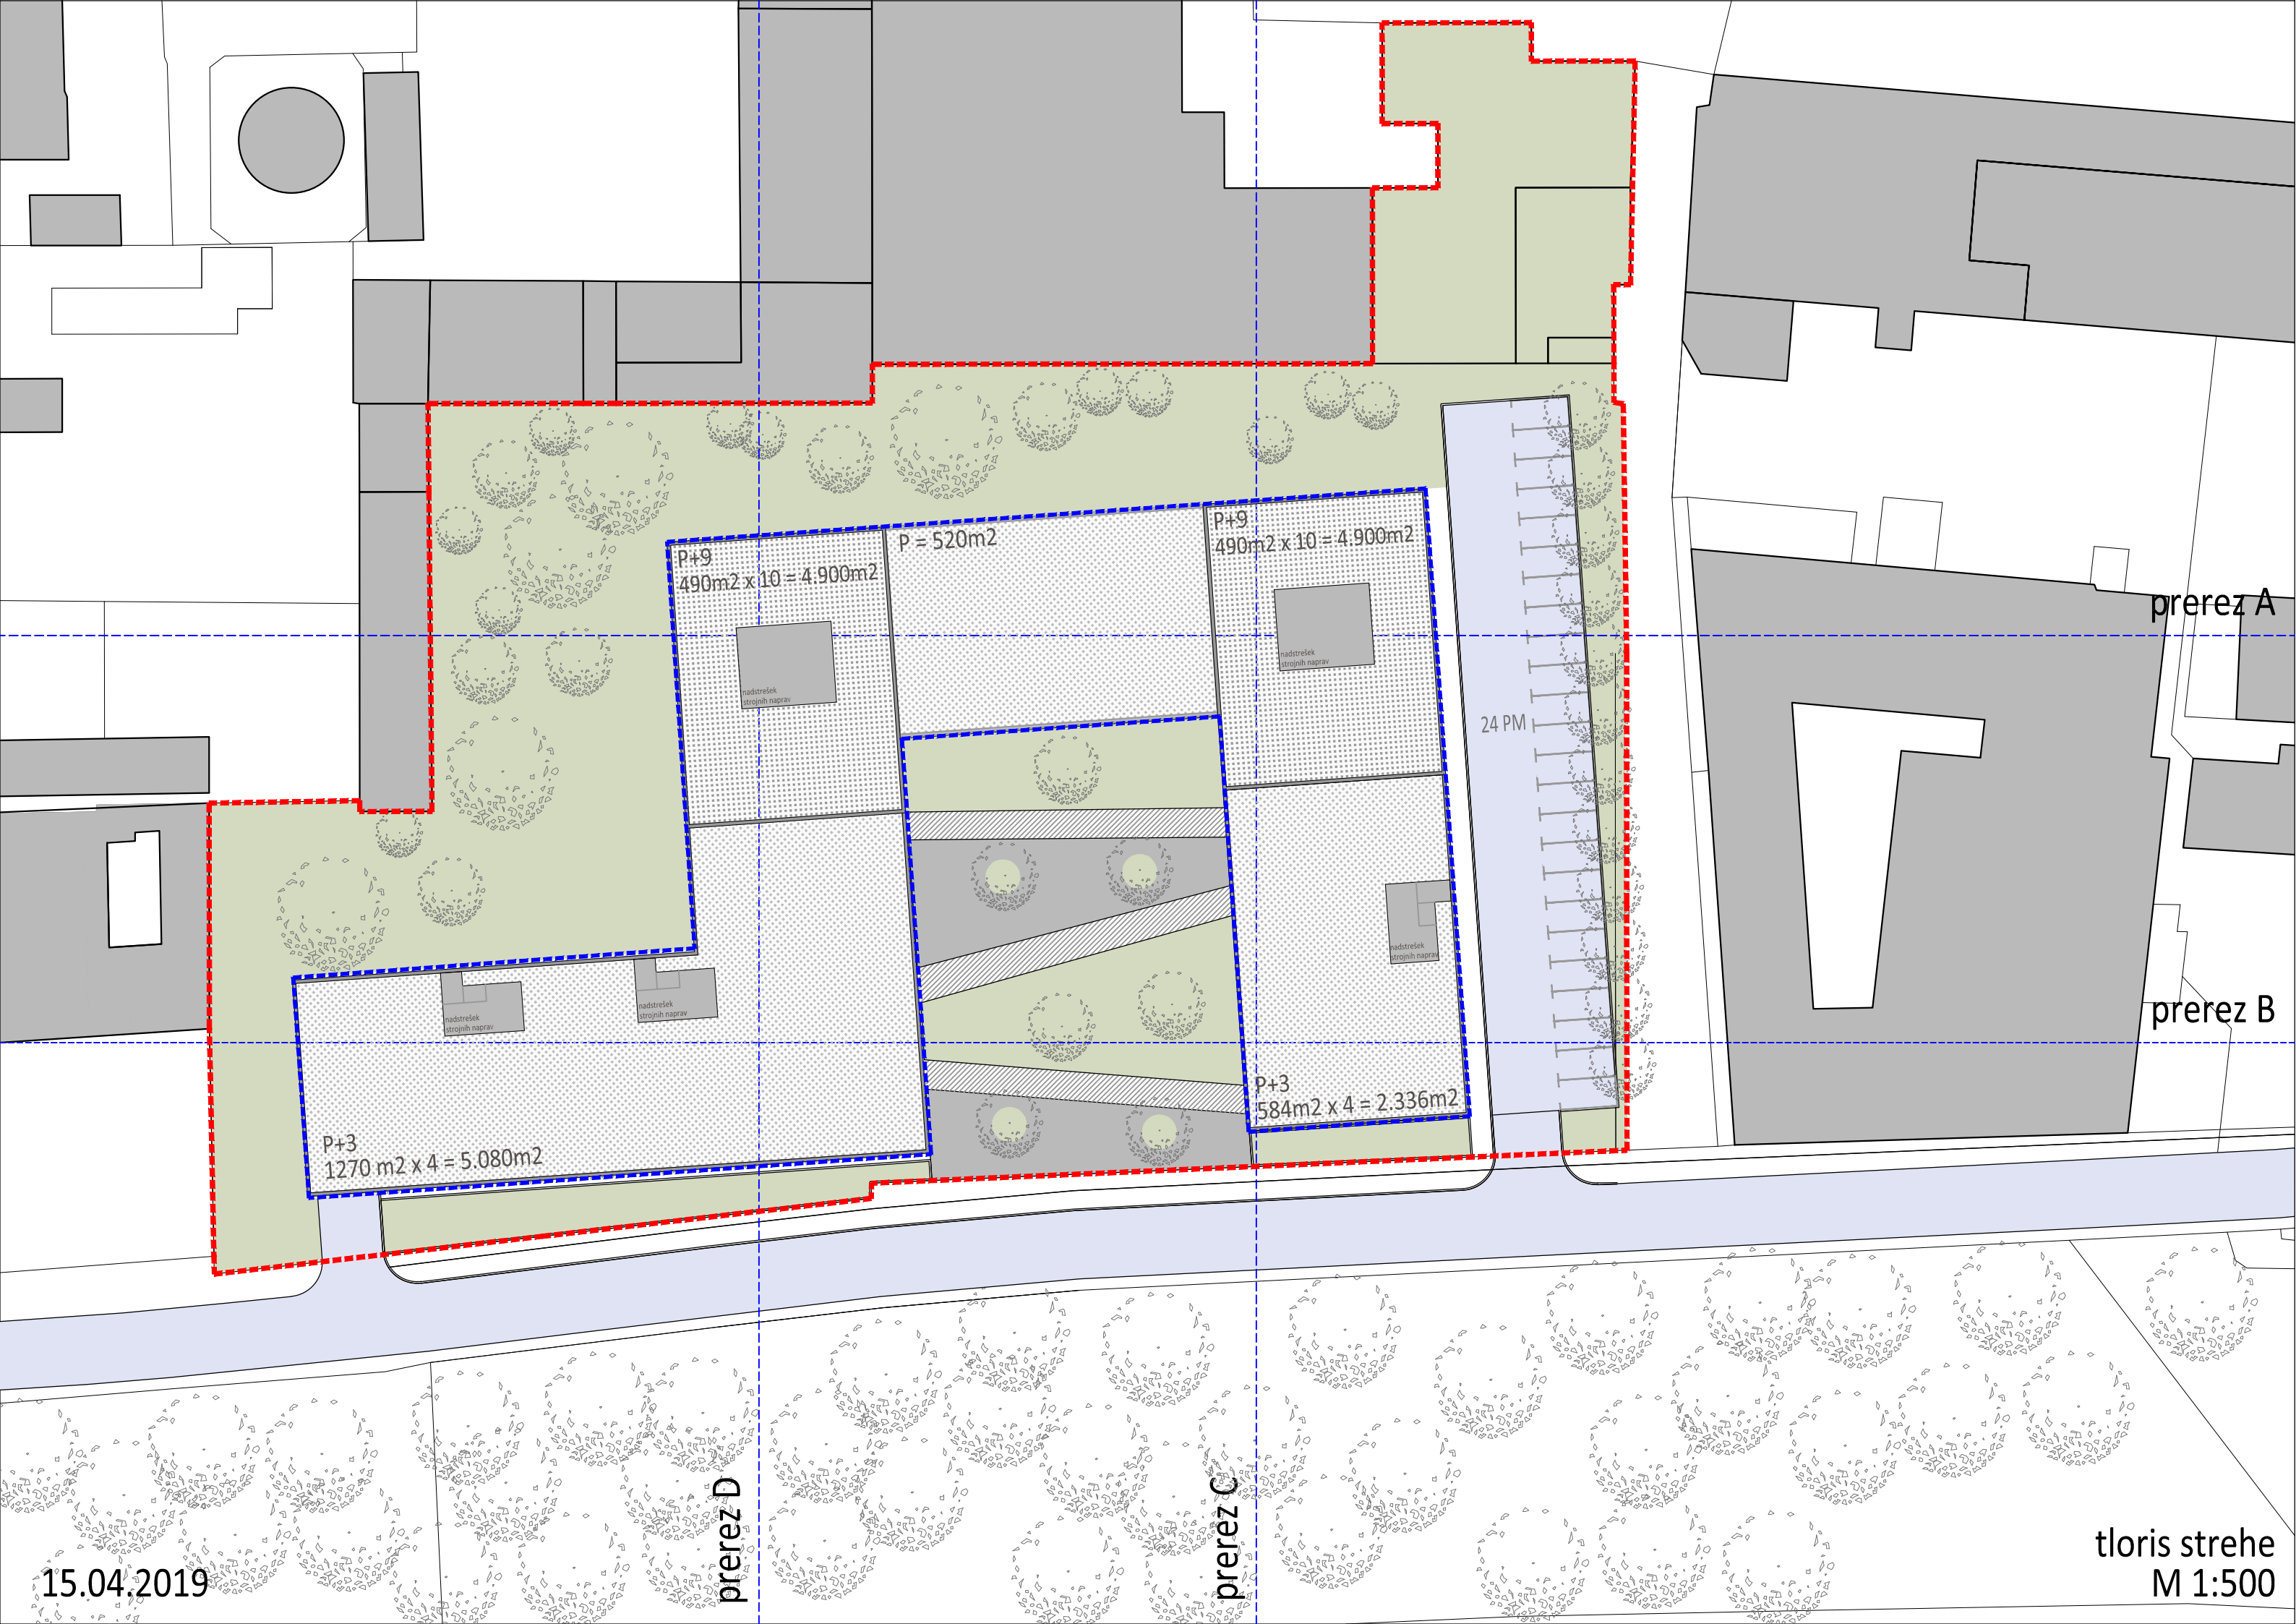 P+9
490m2 x 10 = 4.900m2
P = 520m2
P+9
490m2 x 10 = 4.900m2
prerez A
nadstrešek
strojnih naprav
nadstrešek
strojnih naprav
24 PM
nadstrešek
strojnih naprav
nadstrešek
strojnih naprav
nadstrešek
strojnih naprav
prerez B
P+3
584m2 x 4 = 2.336m2
P+3
1270 m2 x 4 = 5.080m2
prerez D
prerez C
15.04.2019
tloris strehe
M 1:500